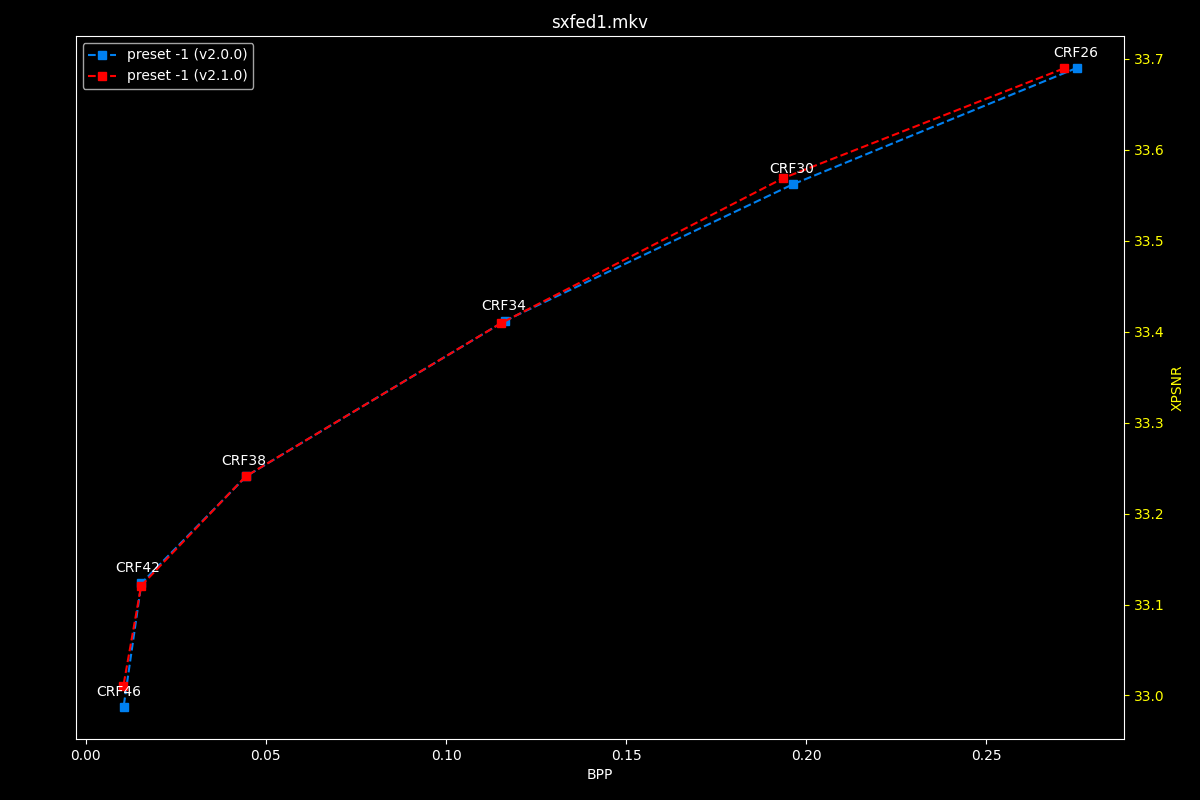 sxfed1.mkv
preset -1 (v2.0.0)
preset -1 (v2.1.0)
CRF26
33.7
33.6
CRF30
33.5
CRF34
33.4
XPSNR
33.3
CRF38
33.2
CRF42
33.1
CRF46
33.0
0.00 0.05 0.10 0.15 0.20 0.25
BPP